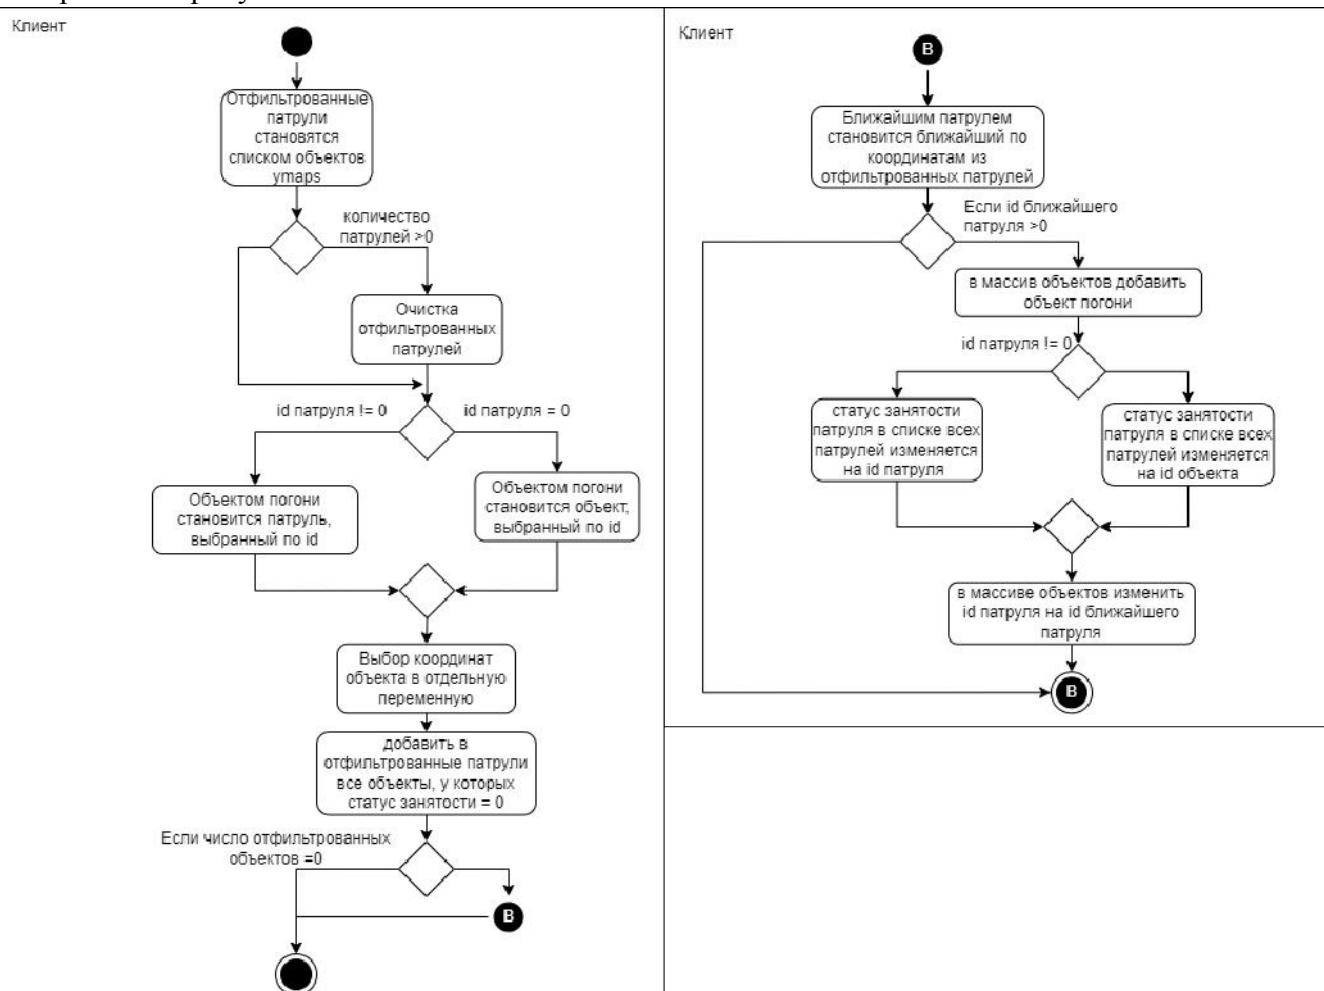 Клиент
Отфильтрованные
патрули
становятся
списком объектов
ymaps
количество
патрулей >0
Очистка
отфильтрованных
патрулей
id патруля != 0
id патруля = 0
Объектом погони
становится патруль,
выбранный по id
Объектом погони
становится объект,
выбранный по id
Выбор координат
объекта в отдельную
переменную
добавить в
отфильтрованные патрули
все объекты, у которых
статус занятости = 0
Если число отфильтрованных
объектов =0
В
Клиент
В
Ближайшим патрулем
становится ближайший по
координатам из
отфильтрованных патрулей
Если id ближайшего
патруля >0
в массив объектов добавить
объект погони
id патруля != 0
статус занятости
патруля в списке всех
патрулей изменяется
на id патруля
статус занятости
патруля в списке всех
патрулей изменяется
на id объекта
в массиве объектов изменить
id патруля на id ближайшего
патруля
В